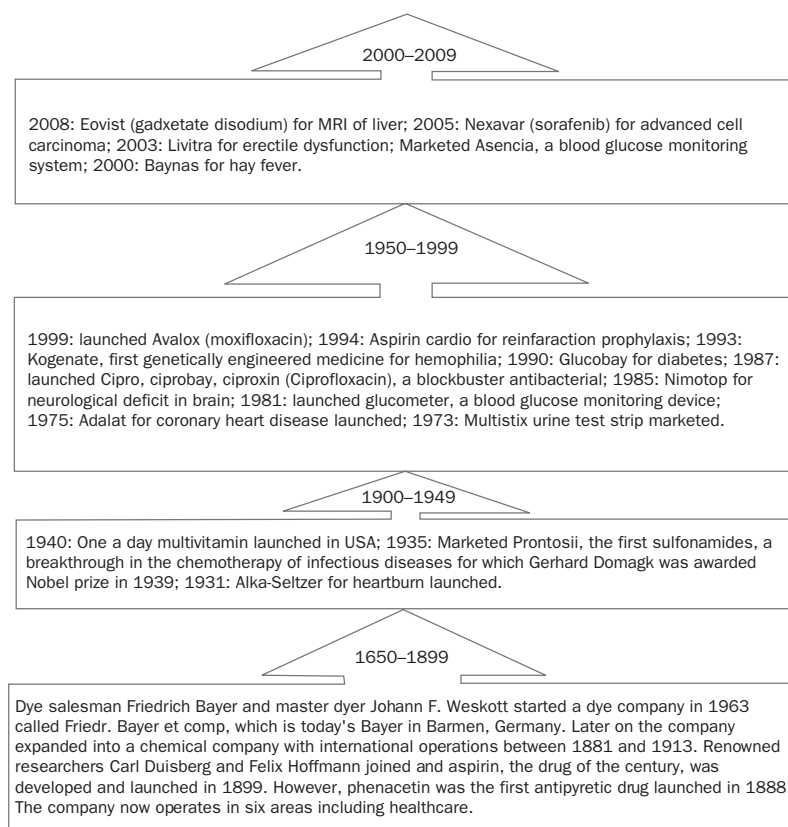 2000–2009
2008: Eovist (gadxetate disodium) for MRI of liver; 2005: Nexavar (sorafenib) for advanced cell
carcinoma; 2003: Livitra for erectile dysfunction; Marketed Asencia, a blood glucose monitoring
system; 2000: Baynas for hay fever.
1950–1999
1999: launched Avalox (moxifloxacin); 1994: Aspirin cardio for reinfaraction prophylaxis; 1993:
Kogenate, first genetically engineered medicine for hemophilia; 1990: Glucobay for diabetes; 1987:
launched Cipro, ciprobay, ciproxin (Ciprofloxacin), a blockbuster antibacterial; 1985: Nimotop for
neurological deficit in brain; 1981: launched glucometer, a blood glucose monitoring device;
1975: Adalat for coronary heart disease launched; 1973: Multistix urine test strip marketed.
1900–1949
1940: One a day multivitamin launched in USA; 1935: Marketed Prontosii, the first sulfonamides, a
breakthrough in the chemotherapy of infectious diseases for which Gerhard Domagk was awarded
Nobel prize in 1939; 1931: Alka-Seltzer for heartburn launched.
1650–1899
Dye salesman Friedrich Bayer and master dyer Johann F. Weskott started a dye company in 1963
called Friedr. Bayer et comp, which is today's Bayer in Barmen, Germany. Later on the company
expanded into a chemical company with international operations between 1881 and 1913. Renowned
researchers Carl Duisberg and Felix Hoffmann joined and aspirin, the drug of the century, was
developed and launched in 1899. However, phenacetin was the first antipyretic drug launched in 1888.
The company now operates in six areas including healthcare.